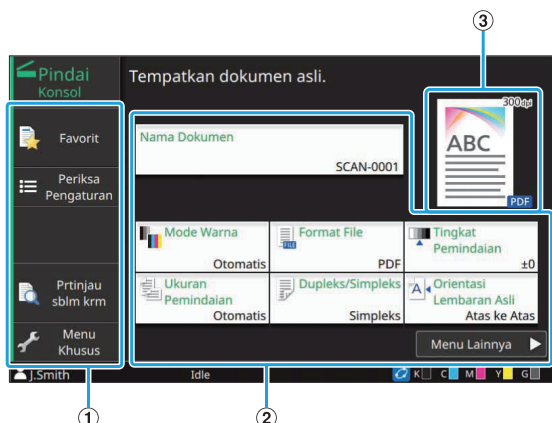 ③
Pindai
Konsol
Tempatkan dokumen asli.
300dpi
ABC
PDF
Favorit
Periksa
Pengaturan
Prtinjau
sblm krm
Menu
Khusus
Nama Dokumen
SCAN-0001
Mode Warna
Otomatis
Format File
FILE
PDF
Tingkat
Pemindaian
±0
Ukuran
Pemindaian
Otomatis
Dupleks/Simpleks
Simpleks
A
Orientasi
Lembaran Asli
Atas ke Atas
Menu Lainnya
J.Smith
Idle
K C M Y G
① ②